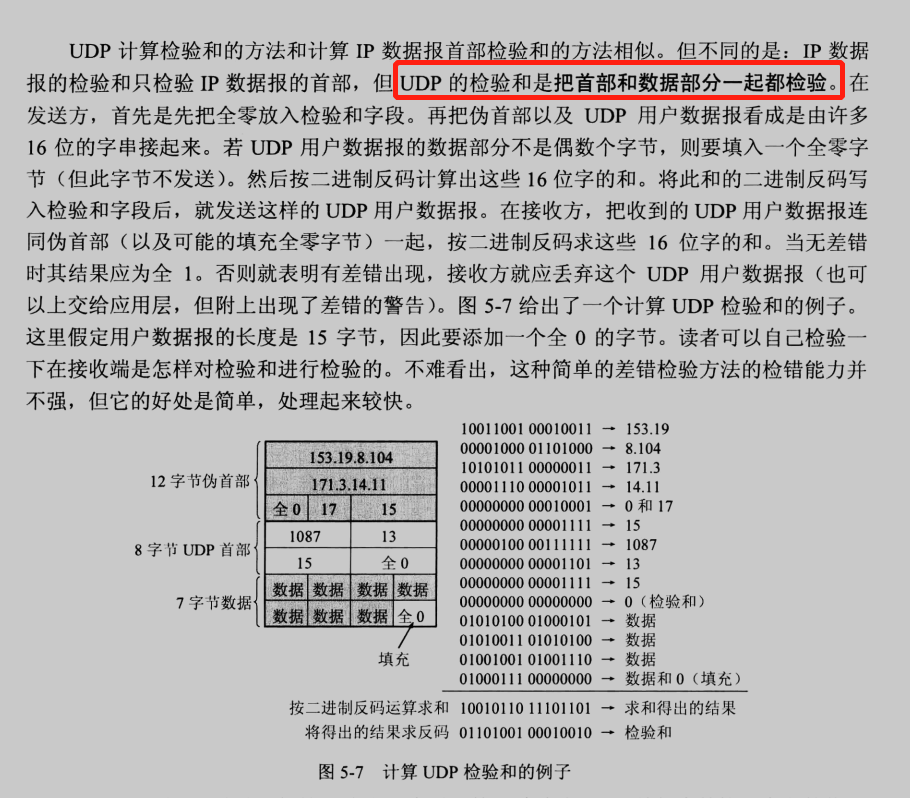 UDP 计算检验和的方法和计算 IP 数据报首部检验和的方法相似。但不同的是：IP 数据
报的检验和只检验 IP 数据报的首部，但 UDP 的检验和是把首部和数据部分一起都检验。在
发送方，首先是先把全零放入检验和字段。再把伪首部以及 UDP 用户数据报看成是由许多
16 位的字串接起来。若 UDP 用户数据报的数据部分不是偶数个字节，则要填入一个全零字
节（但此字节不发送）。然后按二进制反码计算出这些 16 位字的和。将此和的二进制反码写
入检验和字段后，就发送这样的 UDP 用户数据报。在接收方，把收到的 UDP 用户数据报连
同伪首部（以及可能的填充全零字节）一起，按二进制反码求这些 16 位字的和。当无差错
时其结果应为全 1。否则就表明有差错出现，接收方就应丢弃这个 UDP 用户数据报（也可
以上交给应用层，但附上出现了差错的警告）。图 5-7 给出了一个计算 UDP 检验和的例子。
这里假定用户数据报的长度是 15 字节，因此要添加一个全 0 的字节。读者可以自己检验一
下在接收端是怎样对检验和进行检验的。不难看出，这种简单的差错检验方法的检错能力并
不强，但它的好处是简单，处理起来较快。
12 字节伪首部
153.19.8.104
171.3.14.11
全 0 17 15
8 字节 UDP 首部
1087 13
15 全 0
7 字节数据
数据 数据 数据 数据
数据 数据 数据 全 0
填充
10011001 00010011 → 153.19
00001000 01101000 → 8.104
10101011 00000011 → 171.3
00001110 00001011 → 14.11
00000000 00010001 → 0 和 17
00000000 00001111 → 15
00000100 00111111 → 1087
00000000 00001101 → 13
00000000 00001111 → 15
00000000 00000000 → 0（检验和）
01010100 01000101 → 数据
01010011 01010100 → 数据
01001001 01001110 → 数据
01000111 00000000 → 数据和 0（填充）
按二进制反码运算求和 10010110 11101101 → 求和得出的结果
将得出的结果求反码 01101001 00010010 → 检验和
图 5-7 计算 UDP 检验和的例子